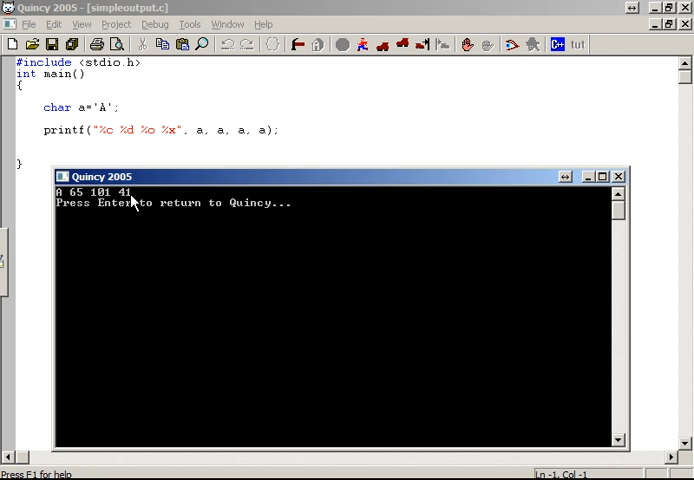 Quincy 2005 - [simpleoutput.c]
File Edit View Project Debug Tools Window Help
C++ tut
#include <stdio.h>
int main()
{
char a='A';
printf("%c %d %o %x", a, a, a, a);
}
Quincy 2005
A 65 101 41
Press Enter to return to Quincy...
Press F1 for help
Ln -1, Col -1